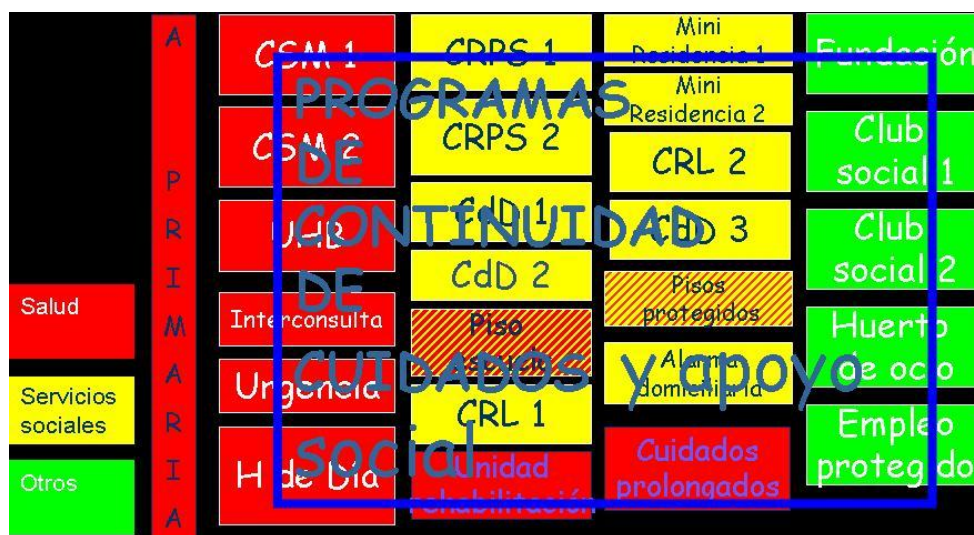 Salud
Servicios
sociales
Otros
A PRIMARIA
CSM 1
CSM 2
UHB
Interconsulta
Urgencia
H de Día
CRPS 1
CRPS 2
CdD 1
CdD 2
Piso
escuela
CRL 1
Unidad
rehabilitación
Mini
Residencia 1
Mini
Residencia 2
CRL 2
CdD 3
Pisos
protegidos
Alarma
domiciliaria
Cuidados
prolongados
Fundación
Club
social 1
Club
social 2
Huerto
de ocio
Empleo
protegido
PROGRAMAS
DE
CONTINUIDAD
DE
CUIDADOS y apoyo
social